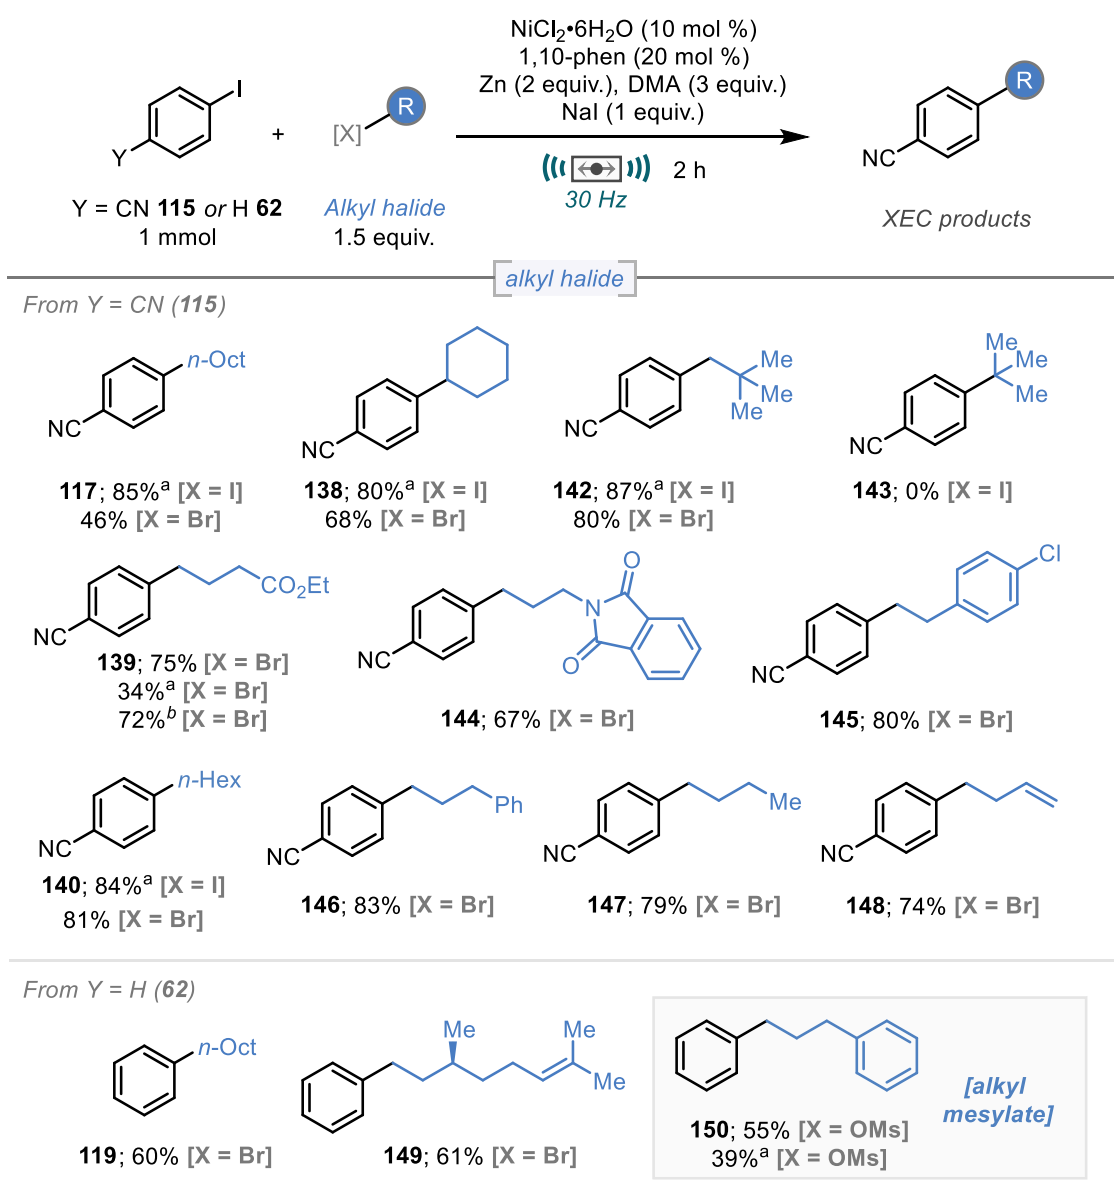 NiCl₂•6H₂O (10 mol %)
1,10-phen (20 mol %)
Zn (2 equiv.), DMA (3 equiv.)
NaI (1 equiv.)
I
Y
+
[X]
R
30 Hz
2 h
NC
R
Y = CN 115 or H 62
1 mmol
Alkyl halide
1.5 equiv.
XEC products
alkyl halide
From Y = CN (115)
n-Oct
NC
117; 85%ᵃ [X = I]
46% [X = Br]
NC
138; 80%ᵃ [X = I]
68% [X = Br]
Me
Me
Me
NC
142; 87%ᵃ [X = I]
80% [X = Br]
Me
Me
Me
NC
143; 0% [X = I]
CO₂Et
NC
139; 75% [X = Br]
34%ᵃ [X = Br]
72%ᵇ [X = Br]
O
N
O
NC
144; 67% [X = Br]
Cl
NC
145; 80% [X = Br]
n-Hex
NC
140; 84%ᵃ [X = I]
81% [X = Br]
Ph
NC
146; 83% [X = Br]
Me
NC
147; 79% [X = Br]
NC
148; 74% [X = Br]
From Y = H (62)
n-Oct
119; 60% [X = Br]
Me
Me
Me
149; 61% [X = Br]
150; 55% [X = OMs]
39%ᵃ [X = OMs]
[alkyl
mesylate]